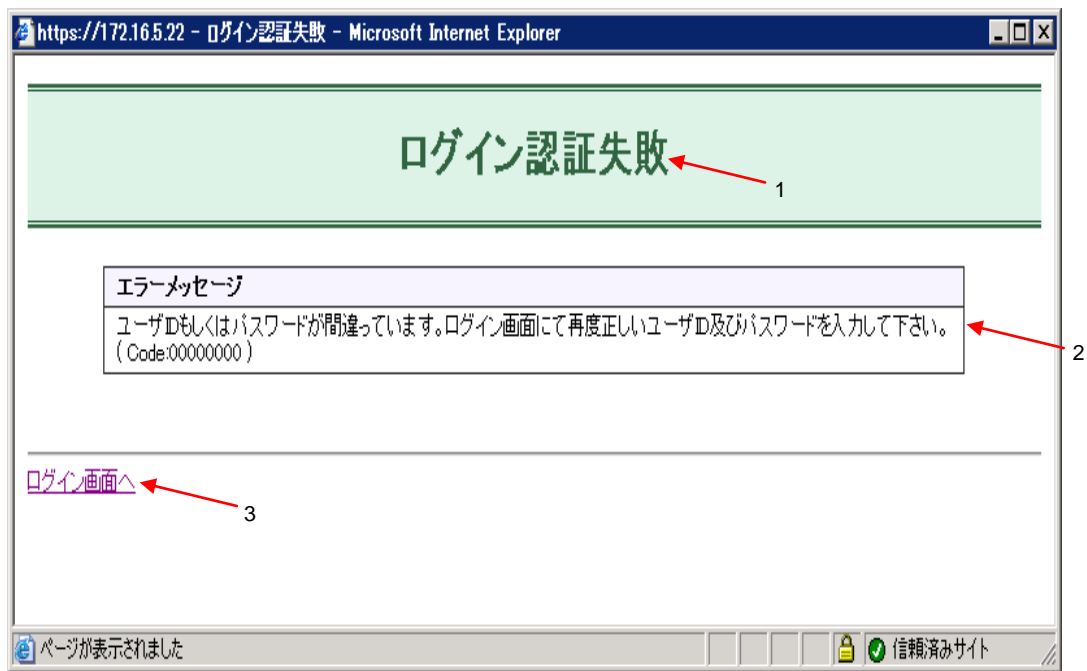 https://172.16.5.22 - ログイン認証失敗 - Microsoft Internet Explorer
ログイン認証失敗
1
エラーメッセージ
ユーザIDもしくはパスワードが間違っています。ログイン画面にて再度正しいユーザID及びパスワードを入力して下さい。
( Code:00000000 )
2
ログイン画面へ
3
ページが表示されました
信頼済みサイト